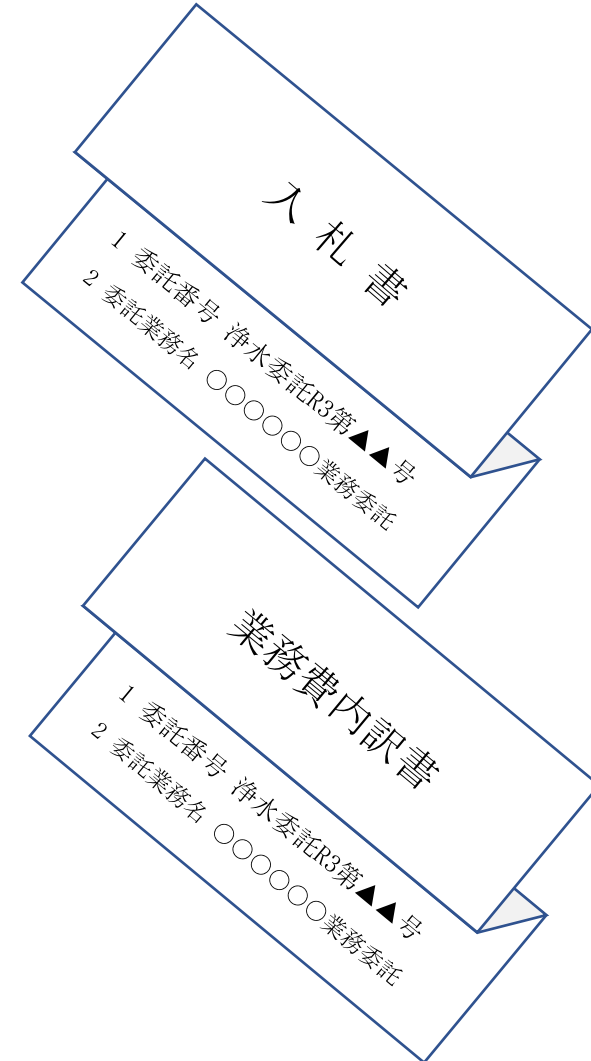 入 札 書
1 委託番号 浄水委託R3第▲▲号
2 委託業務名 ○○○○○○業務委託
業務費内訳書
1 委託番号 浄水委託R3第▲▲号
2 委託業務名 ○○○○○○業務委託